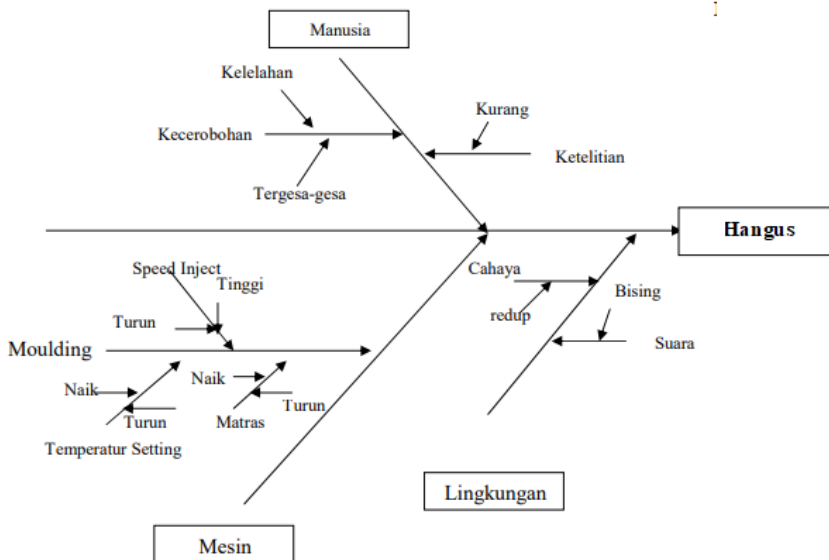 Manusia
Kelelahan
Kurang
Kecerobohan
Ketelitian
Tergesa-gesa
Hangus
Speed Inject
Tinggi
Cahaya
Bising
Turun
redup
Suara
Moulding
Naik
Naik
Turun
Turun
Matras
Temperatur Setting
Lingkungan
Mesin